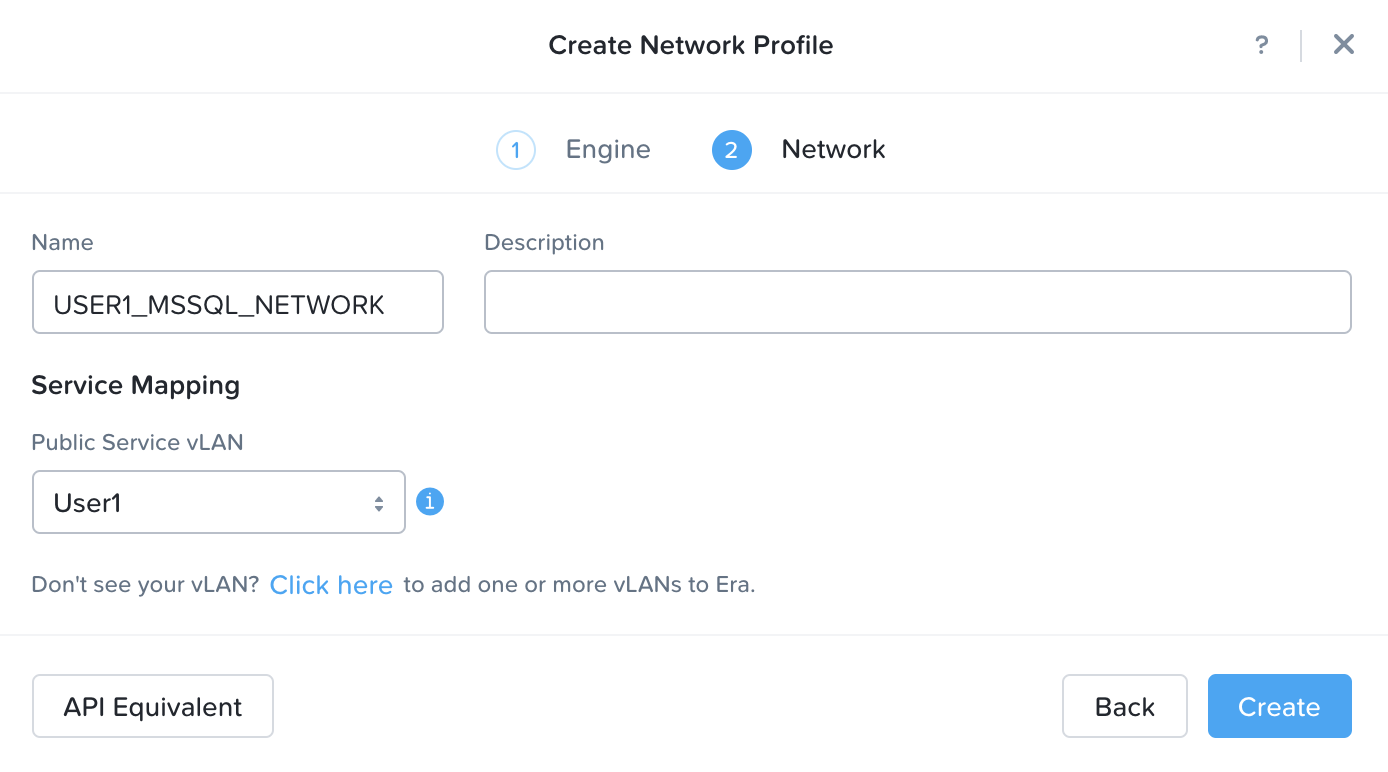 Create Network Profile ?
1 Engine 2 Network
Name Description
USER1_MSSQL_NETWORK
Service Mapping
Public Service vLAN
User1 i
Don't see your vLAN? Click here to add one or more vLANs to Era.
API Equivalent Back Create